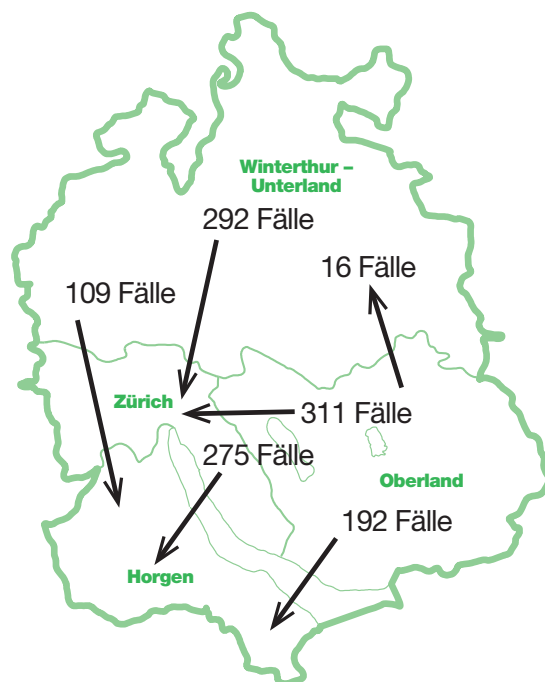 Winterthur –
Unterland
292 Fälle
16 Fälle
109 Fälle
Zürich
311 Fälle
275 Fälle
Oberland
192 Fälle
Horgen